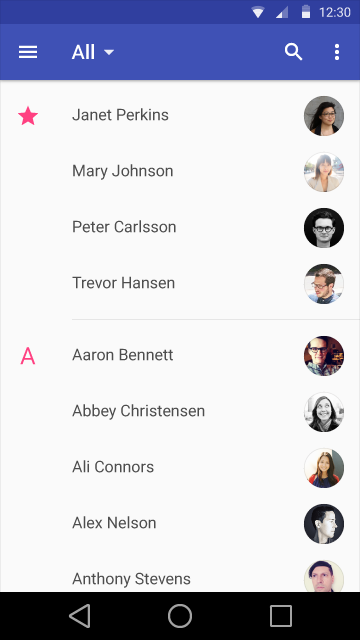 12:30
All
Janet Perkins
Mary Johnson
Peter Carlsson
Trevor Hansen
A
Aaron Bennett
Abbey Christensen
Ali Connors
Alex Nelson
Anthony Stevens